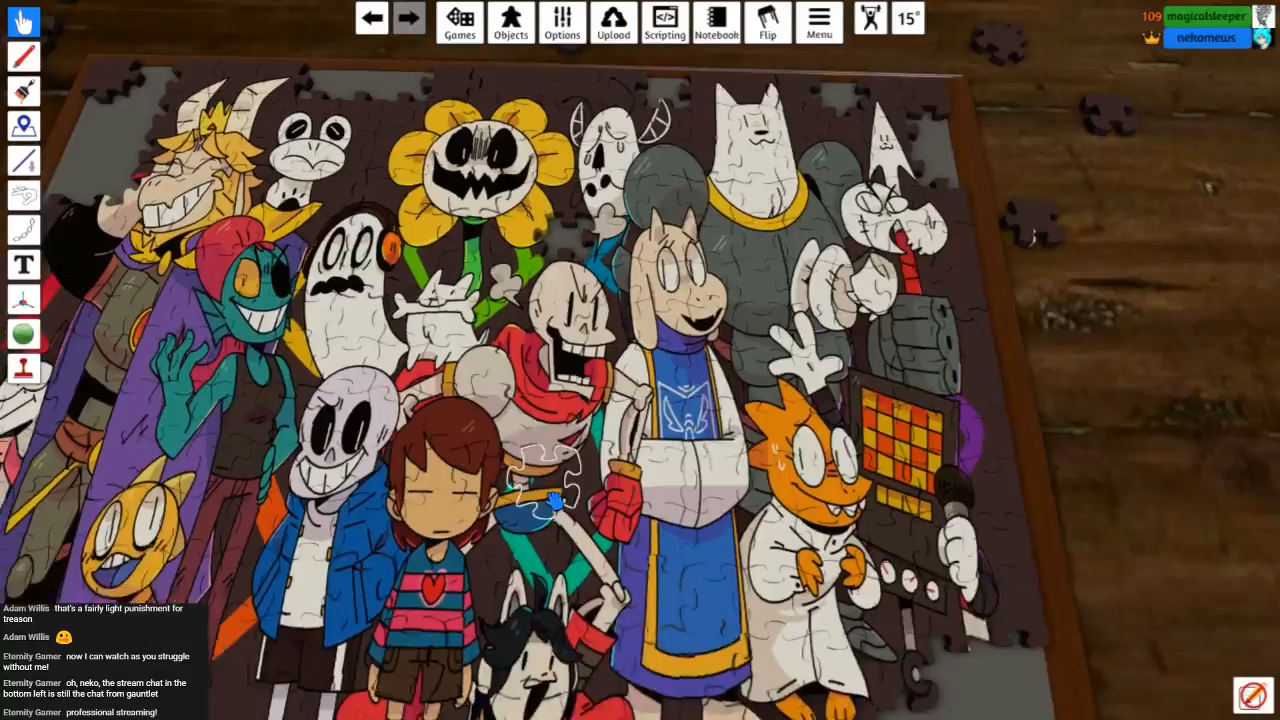 Games
Objects
Options
Upload
Scripting
Notebook
Flip
Menu
15°
109 magicalsleeper
nekomews
T
Adam Willis that's a fairly light punishment for
treason
Adam Willis
Eternity Gamer now I can watch as you struggle
without me!
Eternity Gamer oh, neko, the stream chat in the
bottom left is still the chat from gauntlet
Eternity Gamer professional streaming!